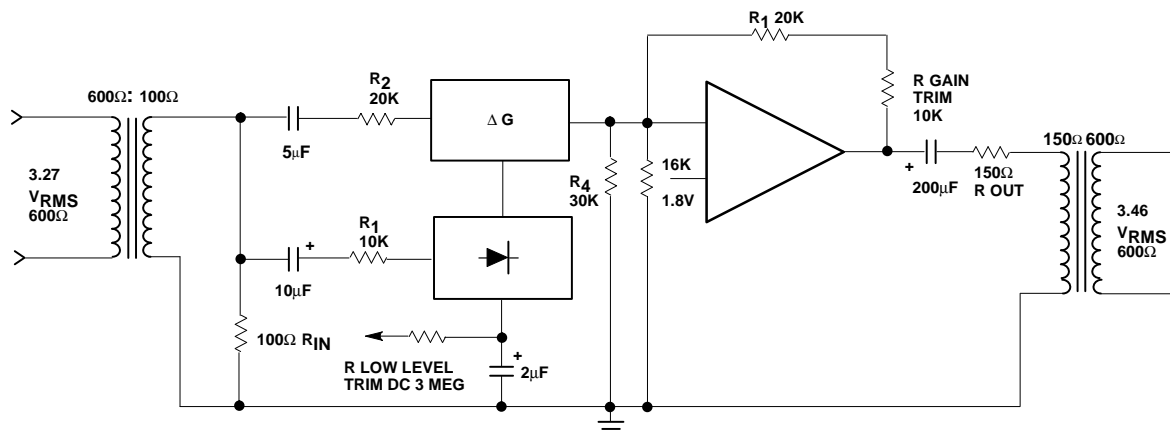 R1 20K
R GAIN
TRIM
10K
R2
20K
600Ω: 100Ω
Δ G
5μF
3.27
VRMS
600Ω
R1
10K
10μF
R4
30K
16K
1.8V
+
200μF
150Ω
R OUT
150Ω 600Ω
3.46
VRMS
600Ω
+
100Ω RIN
R LOW LEVEL
TRIM DC 3 MEG
+
2μF